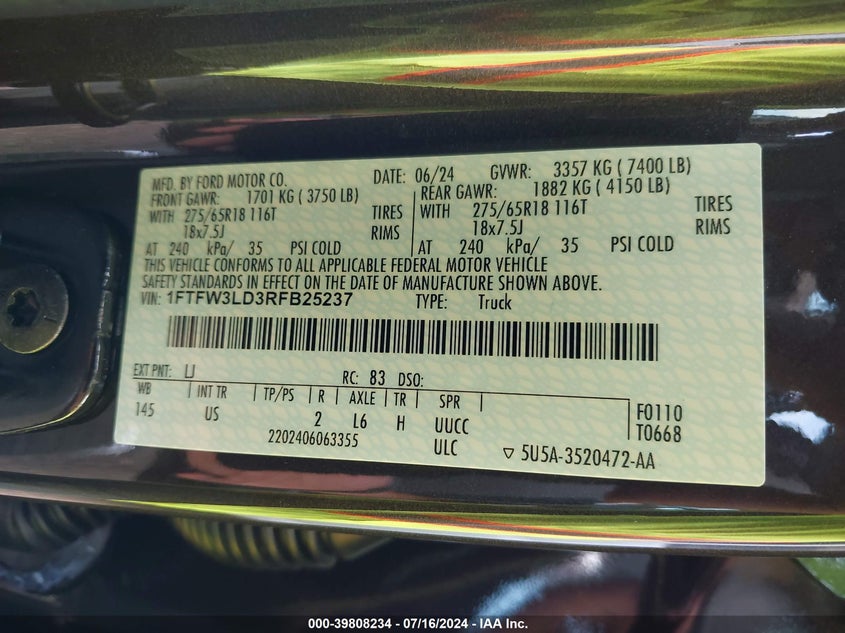 MFD. BY FORD MOTOR CO. DATE: 06/24 GVWR: 3357 KG ( 7400 LB)
FRONT GAWR: 1701 KG ( 3750 LB) REAR GAWR: 1882 KG ( 4150 LB)
WITH 275/65R18 116T TIRES WITH 275/65R18 116T TIRES
18x7.5J RIMS 18x7.5J RIMS
AT 240 kPa/ 35 PSI COLD AT 240 kPa/ 35 PSI COLD
THIS VEHICLE CONFORMS TO ALL APPLICABLE FEDERAL MOTOR VEHICLE
SAFETY STANDARDS IN EFFECT ON THE DATE OF MANUFACTURE SHOWN ABOVE.
VIN: 1FTFW3LD3RFB25237 TYPE: Truck
EXT PNT: LJ RC: 83 DSO:
WB INT TR TP/PS R AXLE TR SPR
145 US 2 L6 H UUCC F0110
2202406063355 ULC T0668
▽ 5U5A-3520472-AA
000-39808234 - 07/16/2024 - IAA Inc.